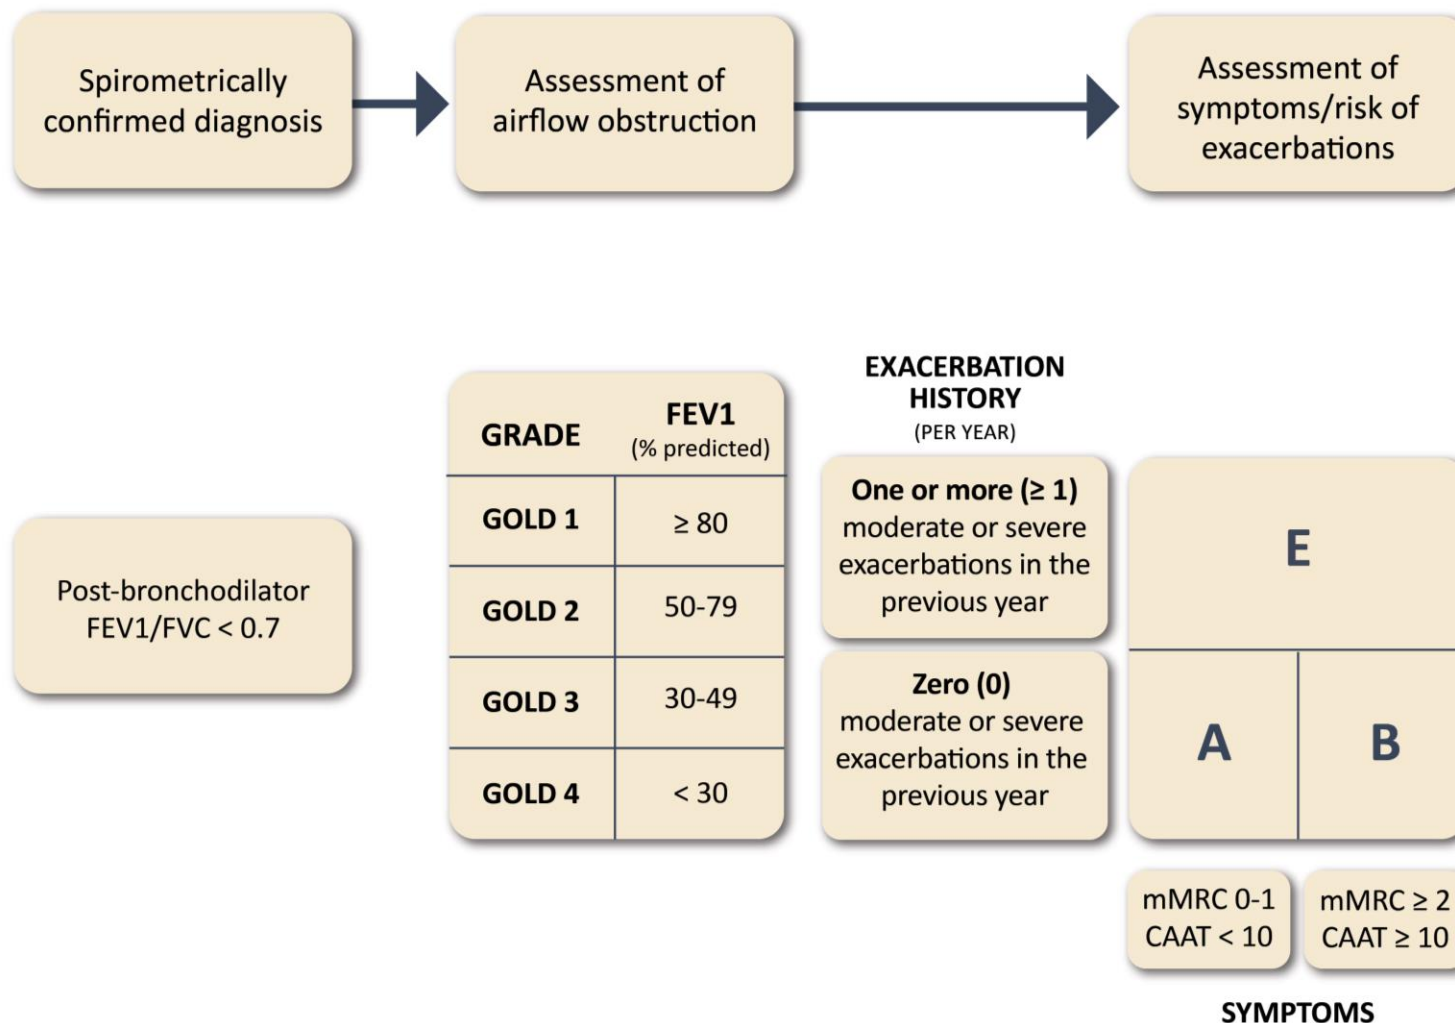 Spirometrically
confirmed diagnosis
Assessment of
airflow obstruction
Assessment of
symptoms/risk of
exacerbations
Post-bronchodilator
FEV1/FVC < 0.7
GRADE
FEV1
(% predicted)
GOLD 1
≥ 80
GOLD 2
50-79
GOLD 3
30-49
GOLD 4
< 30
EXACERBATION
HISTORY
(PER YEAR)
One or more (≥ 1)
moderate or severe
exacerbations in the
previous year
Zero (0)
moderate or severe
exacerbations in the
previous year
E
A
B
mMRC 0-1
CAAT < 10
mMRC ≥ 2
CAAT ≥ 10
SYMPTOMS